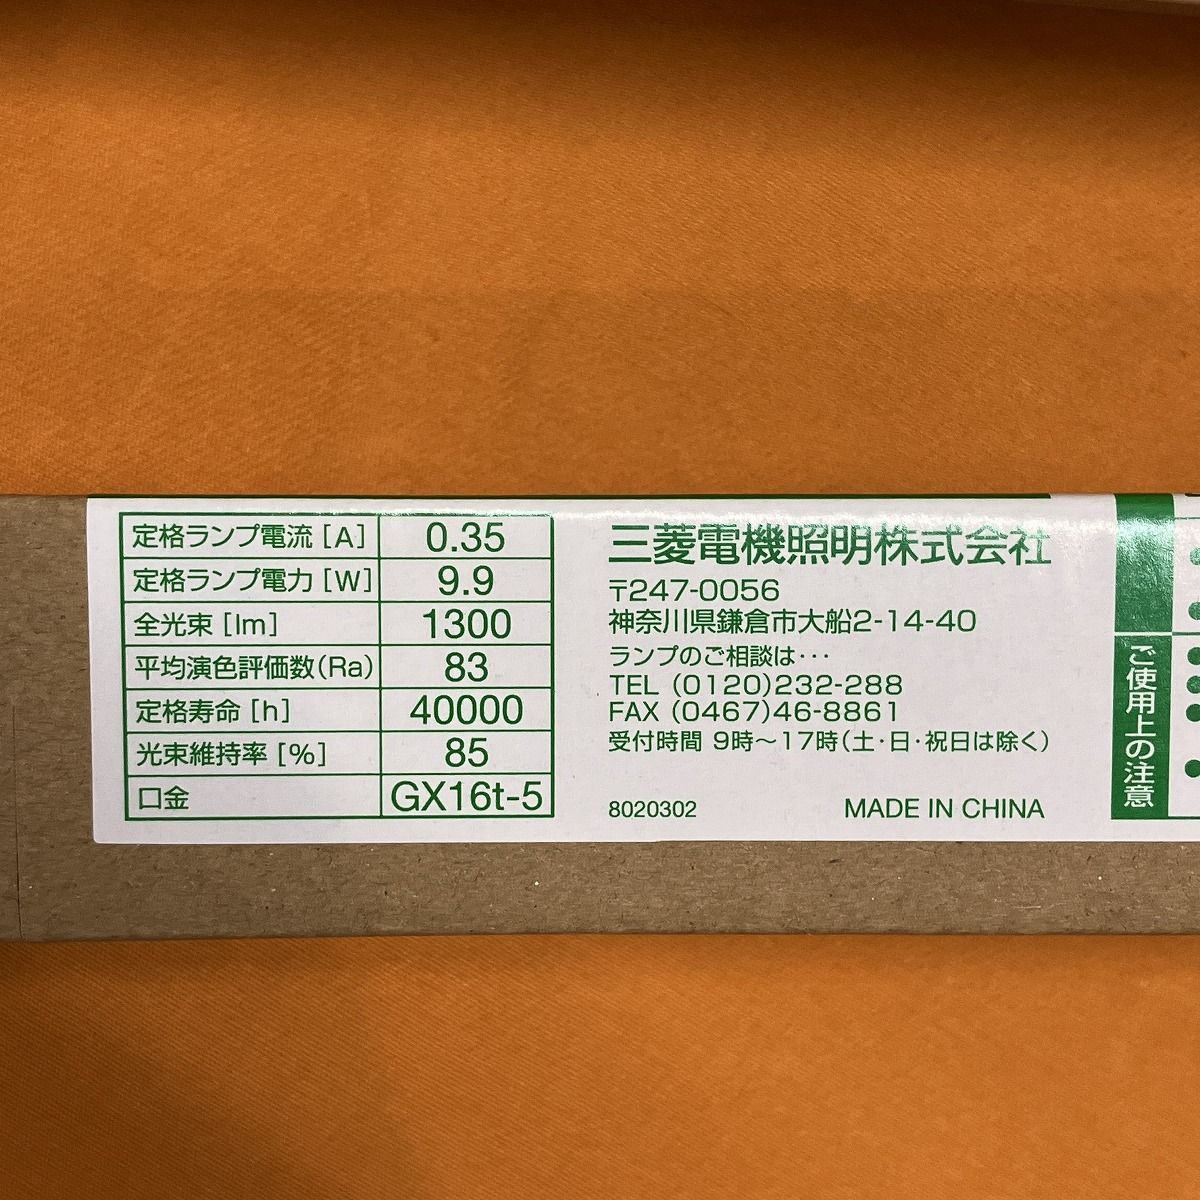 定格ランプ電流[A] 0.35
定格ランプ電力[W] 9.9
全光束[lm] 1300
平均演色評価数(Ra) 83
定格寿命[h] 40000
光束維持率[%] 85
口金 GX16t-5
三菱電機照明株式会社
〒247-0056
神奈川県鎌倉市大船2-14-40
ランプのご相談は･･･
TEL (0120)232-288
FAX (0467)46-8861
受付時間 9時～17時(土・日・祝日は除く)
8020302 MADE IN CHINA
ご使用上の注意